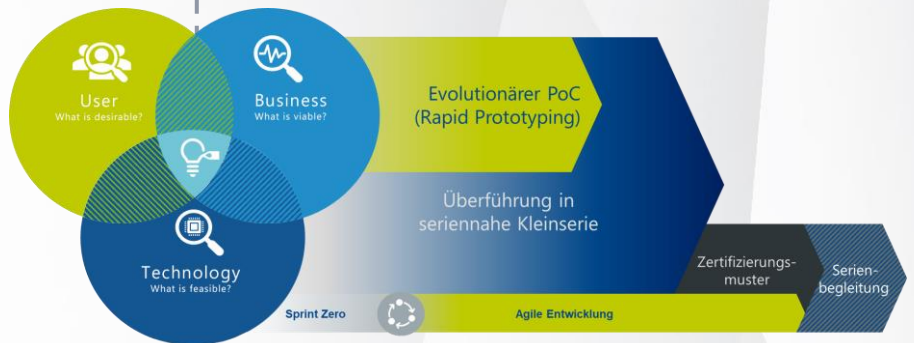 User
What is desirable?
Business
What is viable?
Technology
What is feasible?
Evolutionärer PoC
(Rapid Prototyping)
Überführung in
seriennahe Kleinserie
Zertifizierungs-
muster
Serien-
begleitung
Sprint Zero
Agile Entwicklung